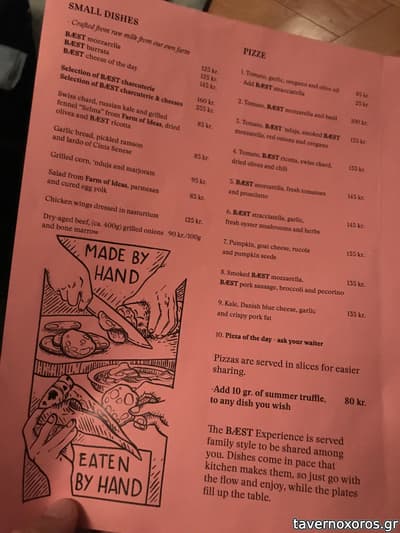 SMALL DISHES
· Crafted from raw milk from our own farm
BÆST mozzarella 125 kr.
BÆST burrata 125 kr.
BÆST cheese of the day 145 kr.
Selection of BÆST charcuterie 160 kr.
Selection of BÆST charcuterie & cheeses 255 kr.
Swiss chard, russian kale and grilled
fennel "Selma" from Farm of Ideas, dried
olives and BÆST ricotta 85 kr.
Garlic bread, pickled ramson
and lardo of Cinta Senese
Grilled corn, 'nduja and marjoram 85 kr.
Salad from Farm of Ideas, parmesan 95 kr.
and cured egg yolk 85 kr.
Chicken wings dressed in nasturtium
Dry-aged beef, (ca. 400g) grilled onions 125 kr.
and bone marrow 90 kr./100g
MADE BY
HAND
EATEN
BY HAND
PIZZE
1. Tomato, garlic, oregano and olive oil 95 kr.
Add BÆST stracciatella 25 kr.
2. Tomato, BÆST mozzarella and basil 100 kr.
3. Tomato, BÆST 'nduja, smoked BÆST 135 kr.
mozzarella, red onions and oregano
4. Tomato, BÆST ricotta, swiss chard, 135 kr.
dried olives and chili
5. BÆST mozzarella, fresh tomatoes 145 kr.
and prosciutto
6. BÆST stracciatella, garlic, 145 kr.
fresh oyster mushrooms and herbs
7. Pumpkin, goat cheese, rucola 135 kr.
and pumpkin seeds
8. Smoked BÆST mozzarella, 135 kr.
BÆST pork sausage, broccoli and pecorino
9. Kale, Danish blue cheese, garlic 135 kr.
and crispy pork fat
10. Pizza of the day - ask your waiter
Pizzas are served in slices for easier
sharing.
·Add 10 gr. of summer truffle,
to any dish you wish 80 kr.
The BÆST Experience is served
family style to be shared among
you. Dishes come in pace that
kitchen makes them, so just go with
the flow and enjoy, while the plates
fill up the table.
tavernoxoros.gr